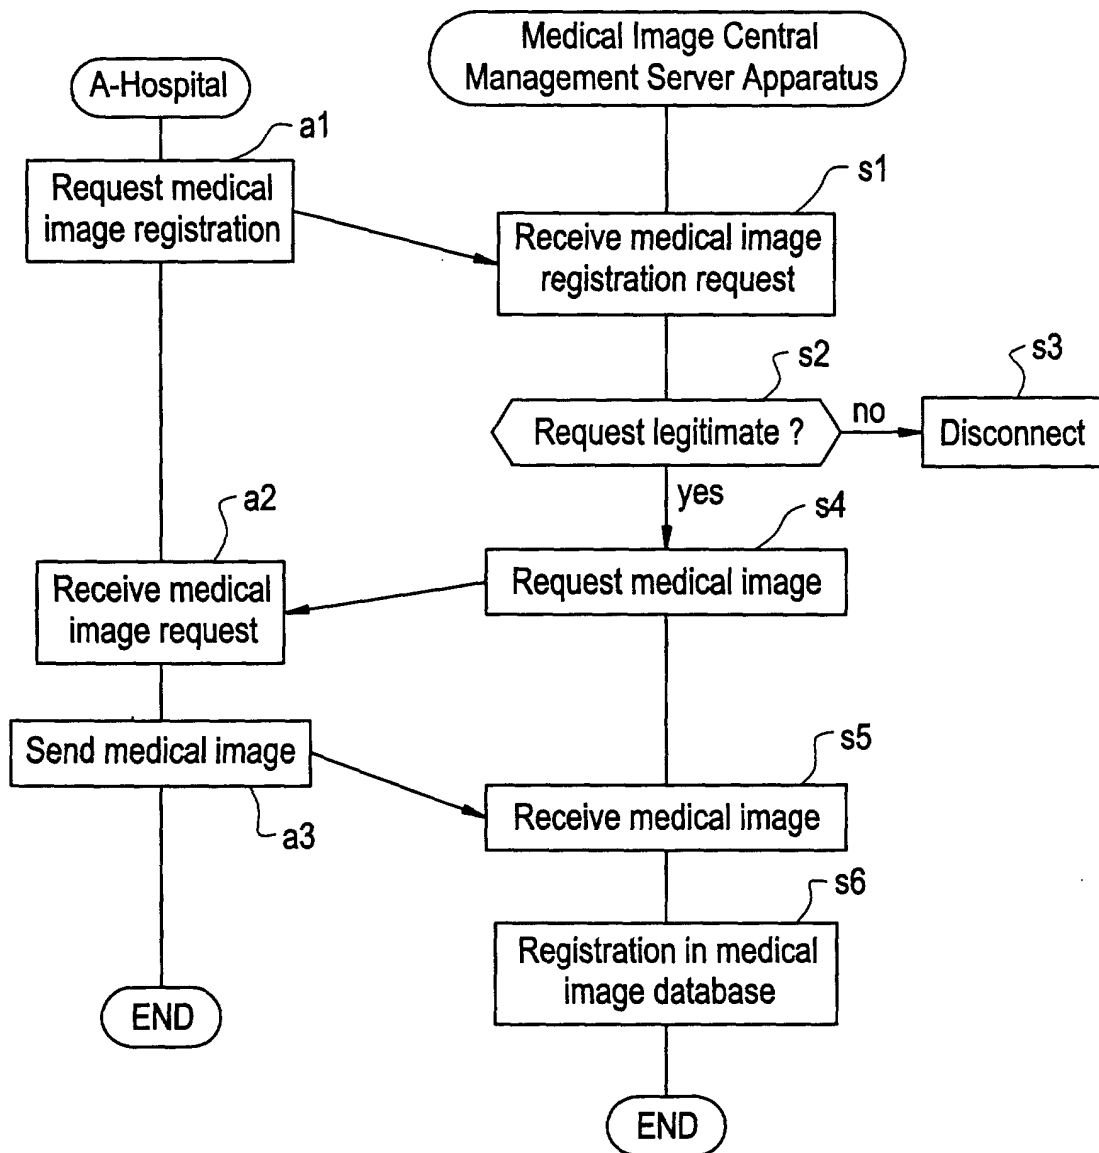 Medical Image Central
Management Server Apparatus
A-Hospital
a1
Request medical
image registration
s1
Receive medical image
registration request
s2
Request legitimate ?
no
s3
Disconnect
yes
a2
Receive medical
image request
s4
Request medical image
Send medical image
a3
s5
Receive medical image
s6
Registration in medical
image database
END
END